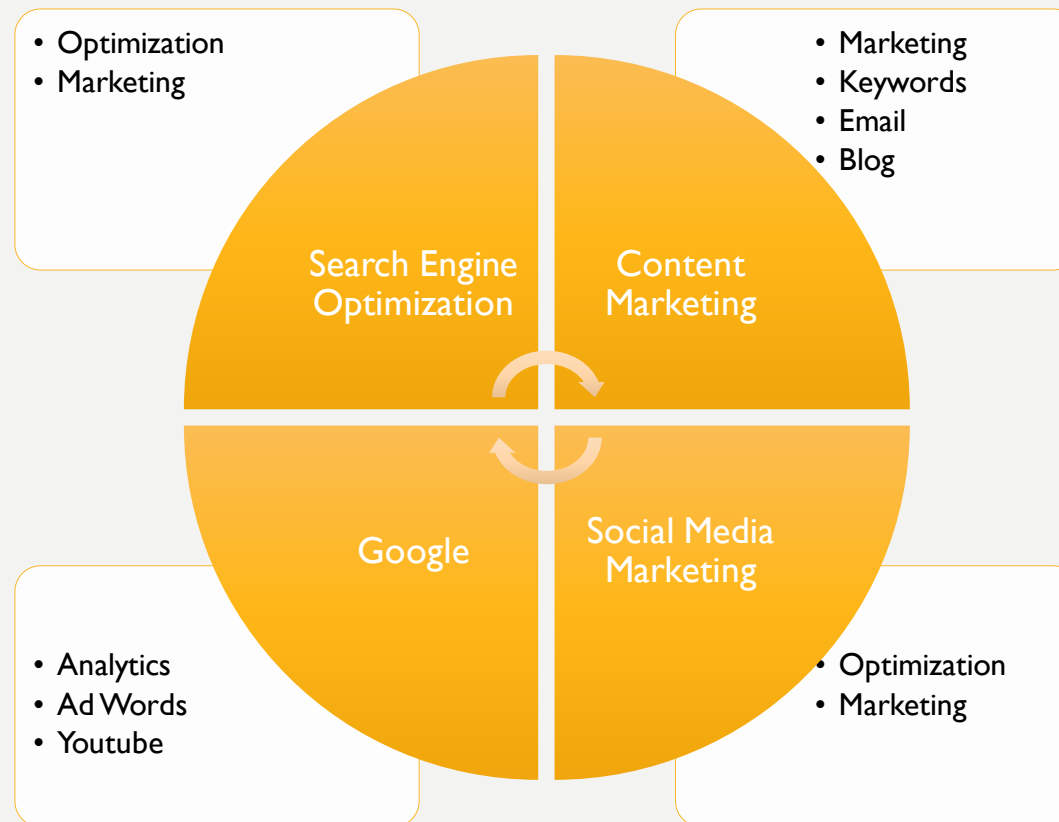 • Optimization
• Marketing
• Marketing
• Keywords
• Email
• Blog
Search Engine
Optimization
Content
Marketing
Google
Social Media
Marketing
• Analytics
• Ad Words
• Youtube
• Optimization
• Marketing